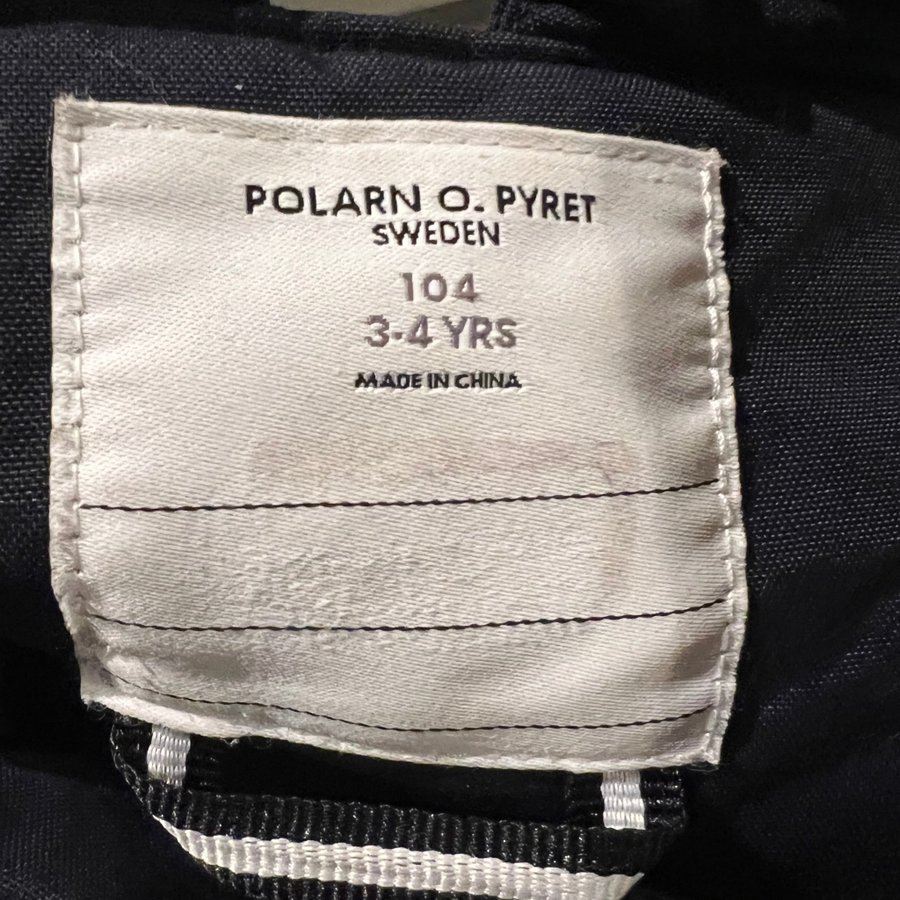 POLARN O. PYRET
SWEDEN
104
3-4 YRS
MADE IN CHINA